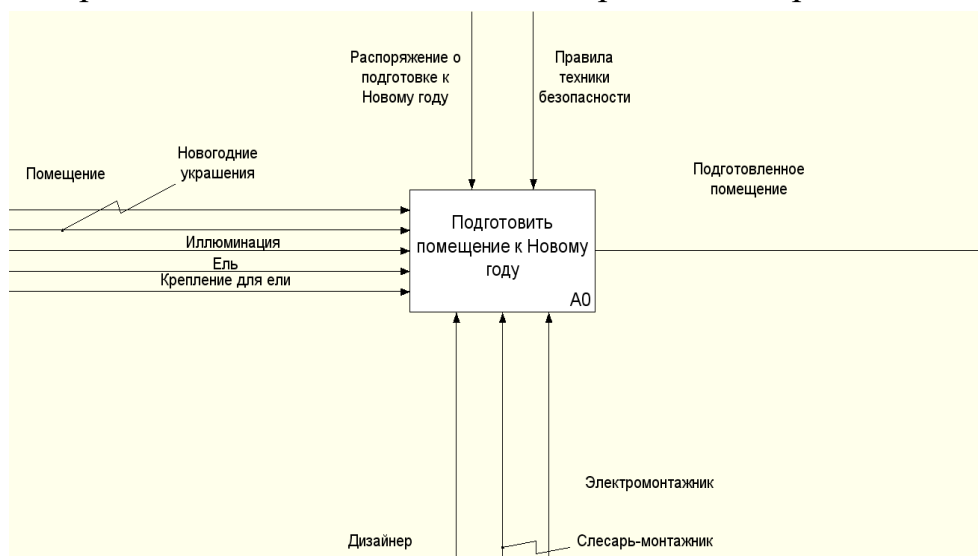 Распоряжение о
подготовке к
Новому году
Правила
техники
безопасности
Новогодние
украшения
Помещение
Подготовленное
помещение
Подготовить
помещение к Новому
году
A0
Иллюминация
Ель
Крепление для ели
Электромонтажник
Дизайнер
Слесарь-монтажник